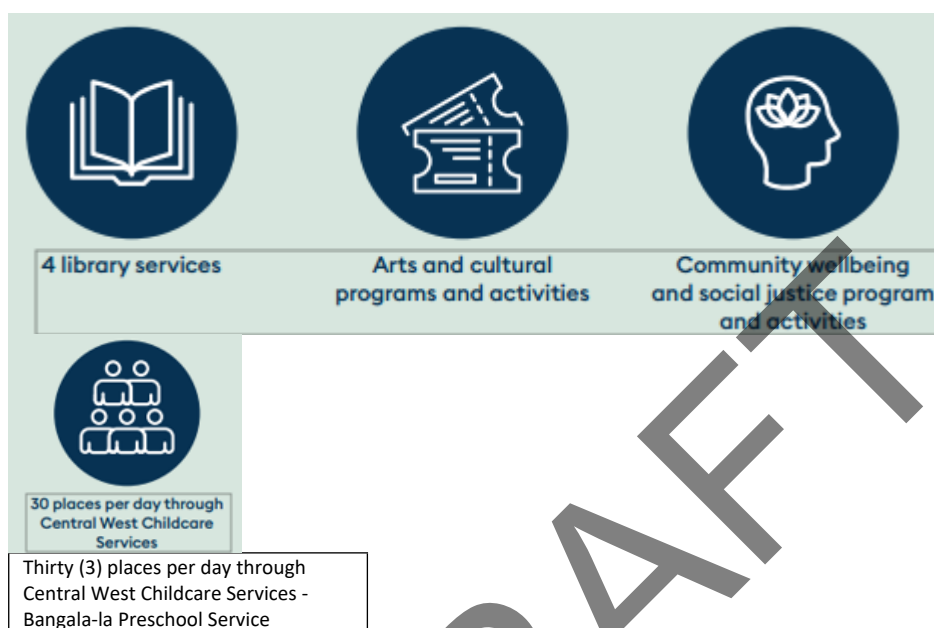 4 library services
Arts and cultural
programs and activities
Community wellbeing
and social justice program
and activities
30 places per day through
Central West Childcare
Services
Thirty (3) places per day through
Central West Childcare Services -
Bangala-la Preschool Service
DRAFT